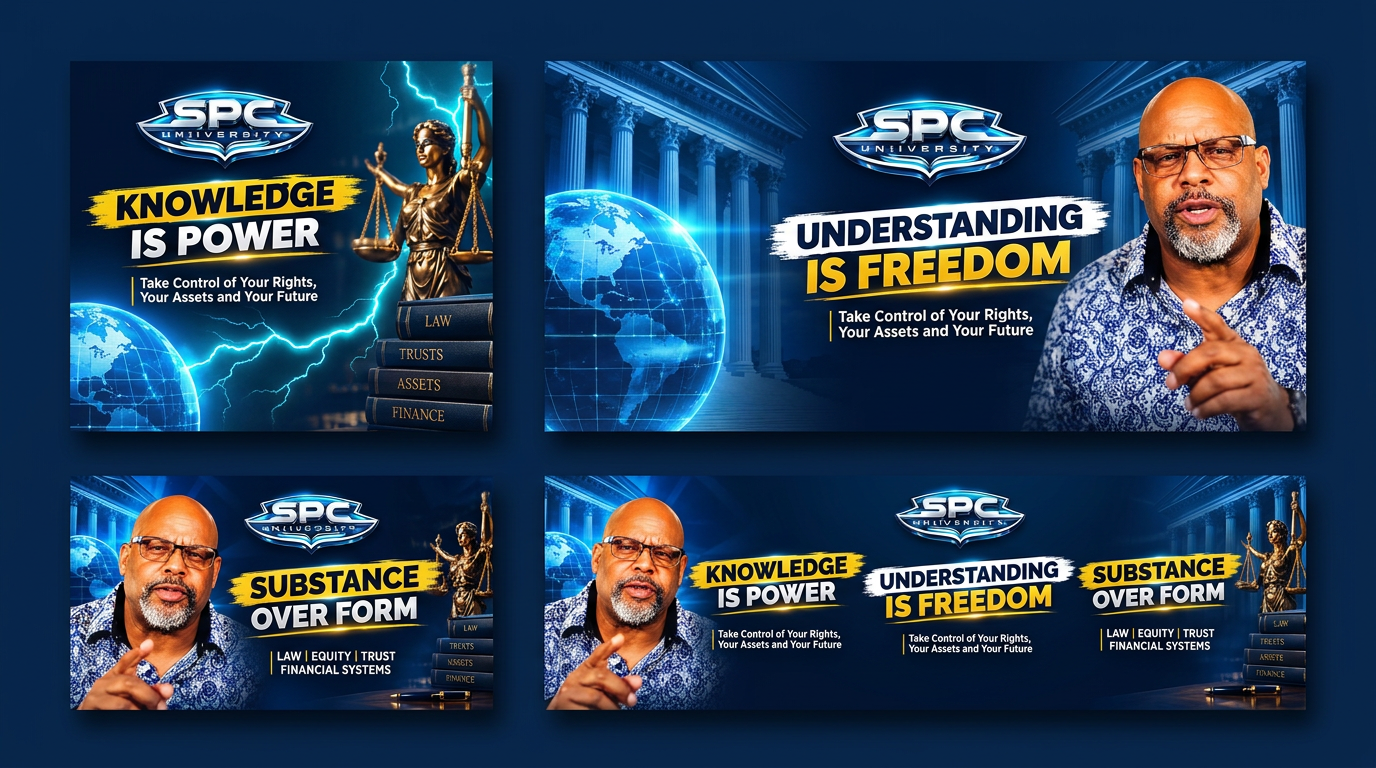 SPC
UNIIVERSITY
KNOWLEDGE
IS POWER
Take Control of Your Rights,
Your Assets and Your Future
LAW
TRUSTS
ASSETS
FINANCE
SPC
UNIIVERSITY
UNDERSTANDING
IS FREEDOM
Take Control of Your Rights,
Your Assets and Your Future
SPC
SUBSTANCE
OVER FORM
LAW | EQUITY | TRUST
FINANCIAL SYSTEMS
LAW
ASSETS
FINANCE
SPC
KNOWLEDGE
IS POWER
Take Control of Your Rights,
Your Assets and Your Future
UNDERSTANDING
IS FREEDOM
Take Control of Your Rights,
Your Assets and Your Future
SUBSTANCE
OVER FORM
LAW | EQUITY | TRUST
FINANCIAL SYSTEMS
LAW